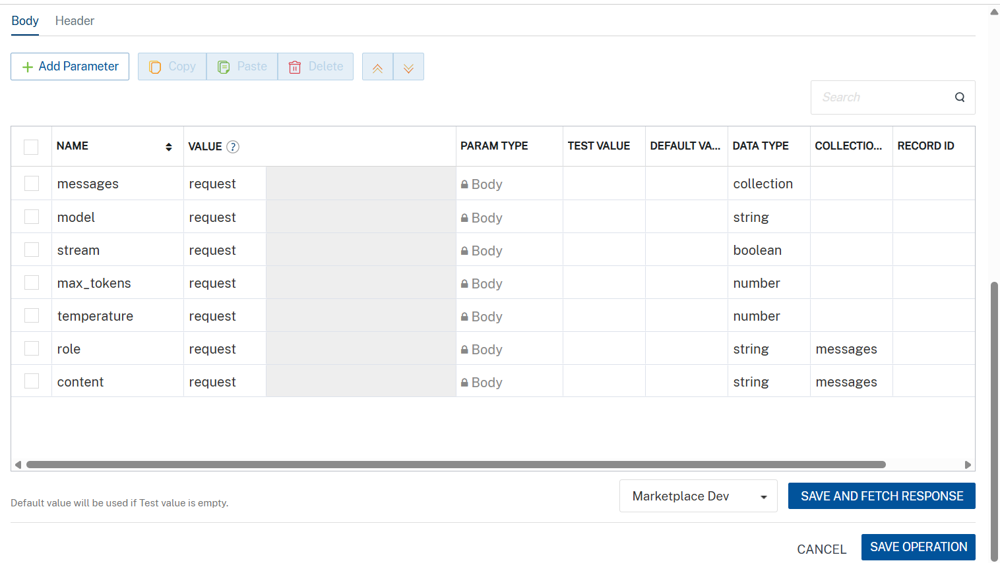 Body Header
Add Parameter Copy Paste Delete
Search
NAME VALUE ? PARAM TYPE TEST VALUE DEFAULT VA... DATA TYPE COLLECTIO... RECORD ID
messages request Body collection
model request Body string
stream request Body boolean
max_tokens request Body number
temperature request Body number
role request Body string messages
content request Body string messages
Marketplace Dev SAVE AND FETCH RESPONSE
Default value will be used if Test value is empty.
CANCEL SAVE OPERATION